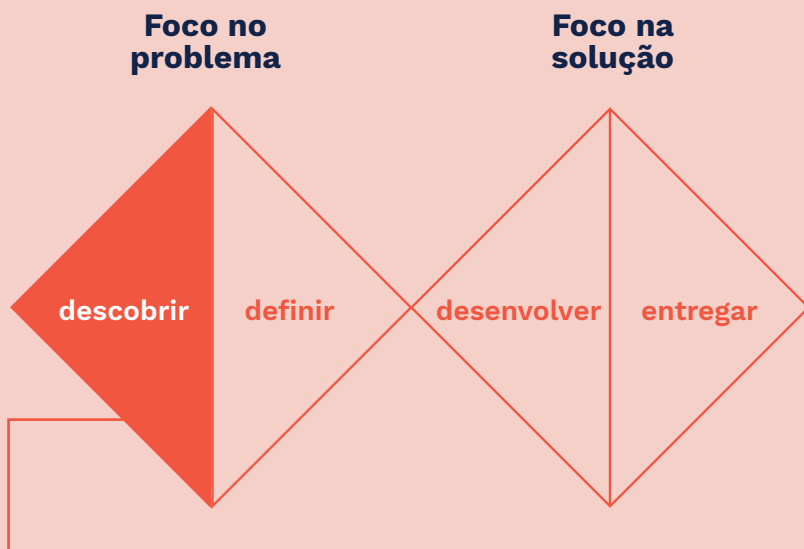 Foco no
problema
Foco na
solução
descobrir
definir
desenvolver
entregar